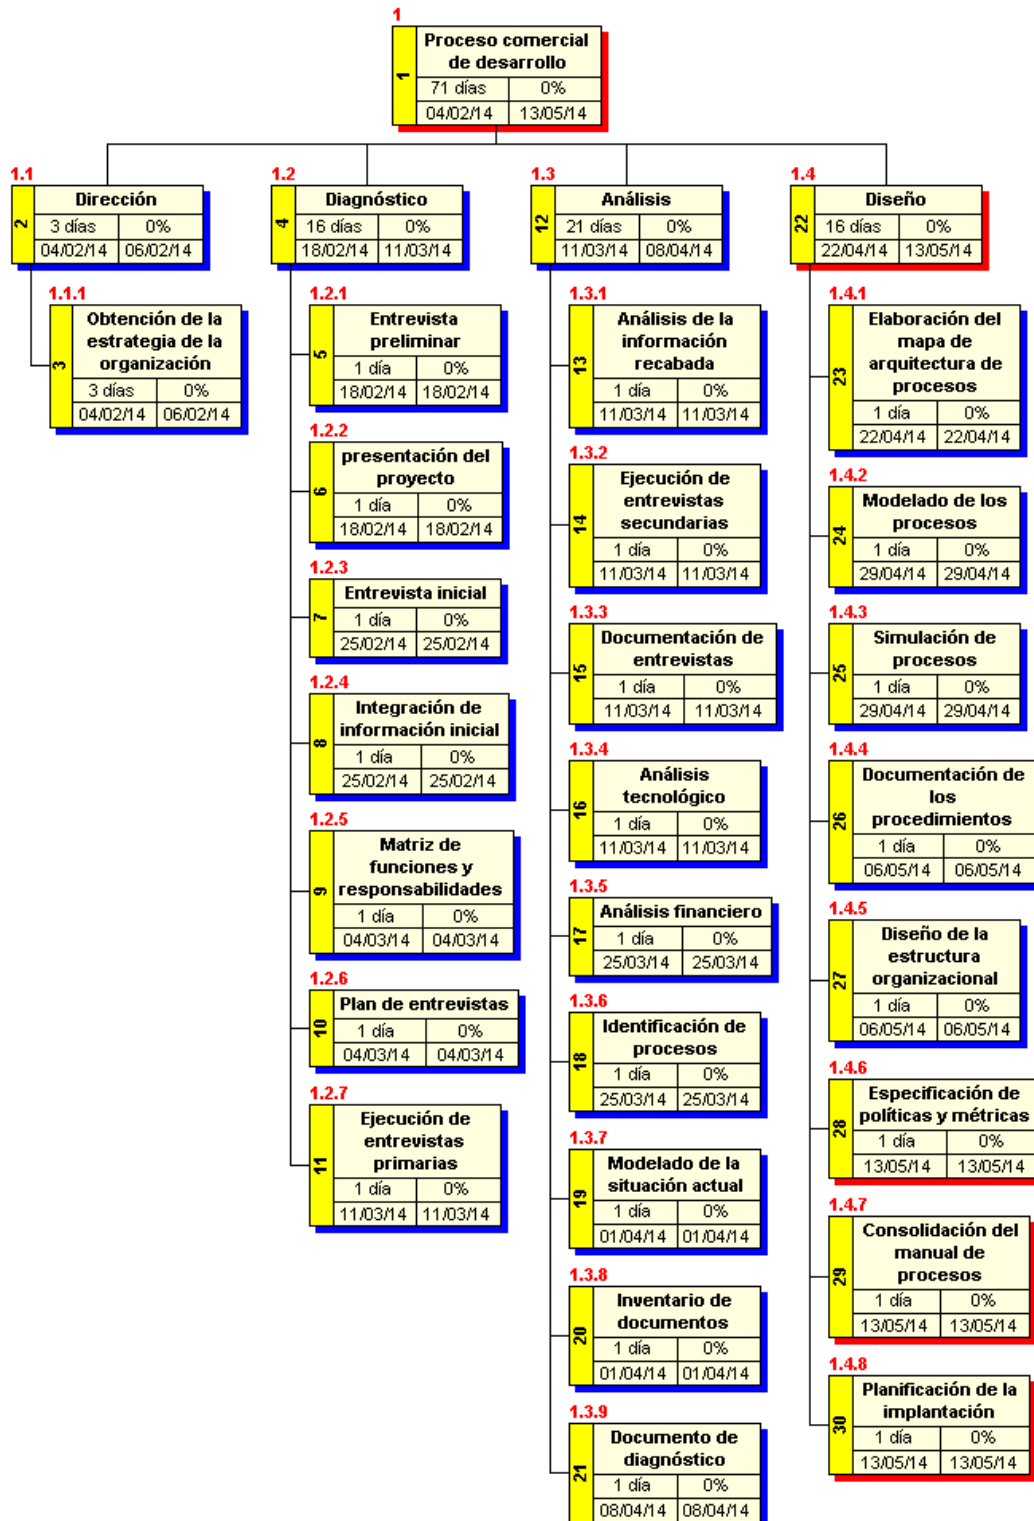 1
Proceso comercial
de desarrollo
1
71 días 0%
04/02/14 13/05/14
1.1
Dirección
2
3 días 0%
04/02/14 06/02/14
1.1.1
Obtención de la
estrategia de la
organización
3
3 días 0%
04/02/14 06/02/14
1.2
Diagnóstico
4
16 días 0%
18/02/14 11/03/14
1.2.1
Entrevista
preliminar
5
1 día 0%
18/02/14 18/02/14
1.2.2
presentación del
proyecto
6
1 día 0%
18/02/14 18/02/14
1.2.3
Entrevista inicial
7
1 día 0%
25/02/14 25/02/14
1.2.4
Integración de
información inicial
8
1 día 0%
25/02/14 25/02/14
1.2.5
Matriz de
funciones y
responsabilidades
9
1 día 0%
04/03/14 04/03/14
1.2.6
Plan de entrevistas
10
1 día 0%
04/03/14 04/03/14
1.2.7
Ejecución de
entrevistas
primarias
11
1 día 0%
11/03/14 11/03/14
1.3
Análisis
12
21 días 0%
11/03/14 08/04/14
1.3.1
Análisis de la
información
recabada
13
1 día 0%
11/03/14 11/03/14
1.3.2
Ejecución de
entrevistas
secundarias
14
1 día 0%
11/03/14 11/03/14
1.3.3
Documentación de
entrevistas
15
1 día 0%
11/03/14 11/03/14
1.3.4
Análisis
tecnológico
16
1 día 0%
11/03/14 11/03/14
1.3.5
Análisis financiero
17
1 día 0%
25/03/14 25/03/14
1.3.6
Identificación de
procesos
18
1 día 0%
25/03/14 25/03/14
1.3.7
Modelado de la
situación actual
19
1 día 0%
01/04/14 01/04/14
1.3.8
Inventario de
documentos
20
1 día 0%
01/04/14 01/04/14
1.3.9
Documento de
diagnóstico
21
1 día 0%
08/04/14 08/04/14
1.4
Diseño
22
16 días 0%
22/04/14 13/05/14
1.4.1
Elaboración del
mapa de
arquitectura de
procesos
23
1 día 0%
22/04/14 22/04/14
1.4.2
Modelado de los
procesos
24
1 día 0%
29/04/14 29/04/14
1.4.3
Simulación de
procesos
25
1 día 0%
29/04/14 29/04/14
1.4.4
Documentación de
los
procedimientos
26
1 día 0%
06/05/14 06/05/14
1.4.5
Diseño de la
estructura
organizacional
27
1 día 0%
06/05/14 06/05/14
1.4.6
Especificación de
políticas y métricas
28
1 día 0%
13/05/14 13/05/14
1.4.7
Consolidación del
manual de
procesos
29
1 día 0%
13/05/14 13/05/14
1.4.8
Planificación de la
implantación
30
1 día 0%
13/05/14 13/05/14